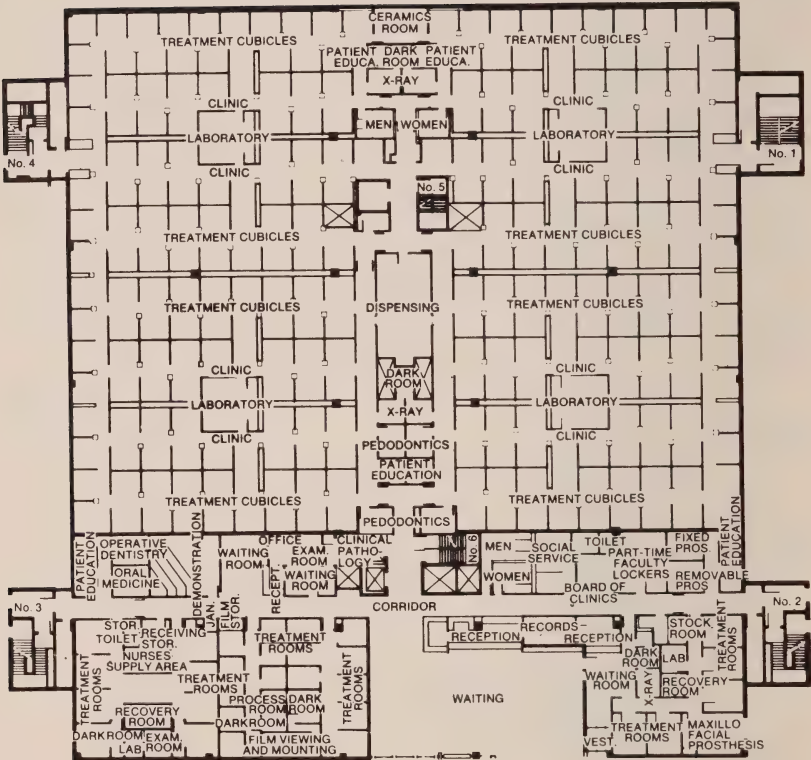 CERAMICS
ROOM
TREATMENT CUBICLES
TREATMENT CUBICLES
PATIENT DARK PATIENT
EDUCA. ROOM EDUCA.
X-RAY
CLINIC
CLINIC
MEN
WOMEN
LABORATORY
LABORATORY
No. 4
No. 1
CLINIC
CLINIC
No. 5
TREATMENT CUBICLES
TREATMENT CUBICLES
TREATMENT CUBICLES
DISPENSING
TREATMENT CUBICLES
CLINIC
DARK
ROOM
CLINIC
LABORATORY
X-RAY
LABORATORY
CLINIC
PEDODONTICS
CLINIC
PATIENT
EDUCATION
TREATMENT CUBICLES
TREATMENT CUBICLES
PEDODONTICS
PATIENT
EDUCATION
OPERATIVE
DENTISTRY
ORAL
MEDICINE
DEMONSTRATION
WAITING
ROOM
OFFICE
EXAM.
ROOM
WAITING
ROOM
RECEPT.
CLINICAL
PATHO-
LOGY
No. 6
MEN
WOMEN
SOCIAL
SERVICE
TOILET
PART-TIME
FACULTY
LOCKERS
FIXED
PROS.
REMOVABLE
PROS
PATIENT
EDUCATION
BOARD OF
CLINICS
No. 3
JAN.
FILM
STOR.
CORRIDOR
No. 2
STOR.
TOILET
RECEIVING
STOR.
NURSES
SUPPLY AREA
TREATMENT
ROOMS
TREATMENT
ROOMS
RECOVERY
ROOM
DARKROOM
LAB.
EXAM.
ROOM
TREATMENT
ROOMS
PROCESS
ROOM
DARK
ROOM
DARKROOM
FILM VIEWING
AND MOUNTING
TREATMENT
ROOMS
RECEPTION
RECORDS
RECEPTION
WAITING
DARK
ROOM
STOCK
ROOM
LAB
TREATMENT
ROOMS
WAITING
ROOM
X-RAY
RECOVERY
ROOM
VEST.
TREATMENT
ROOMS
MAXILLO
FACIAL
PROSTHESIS